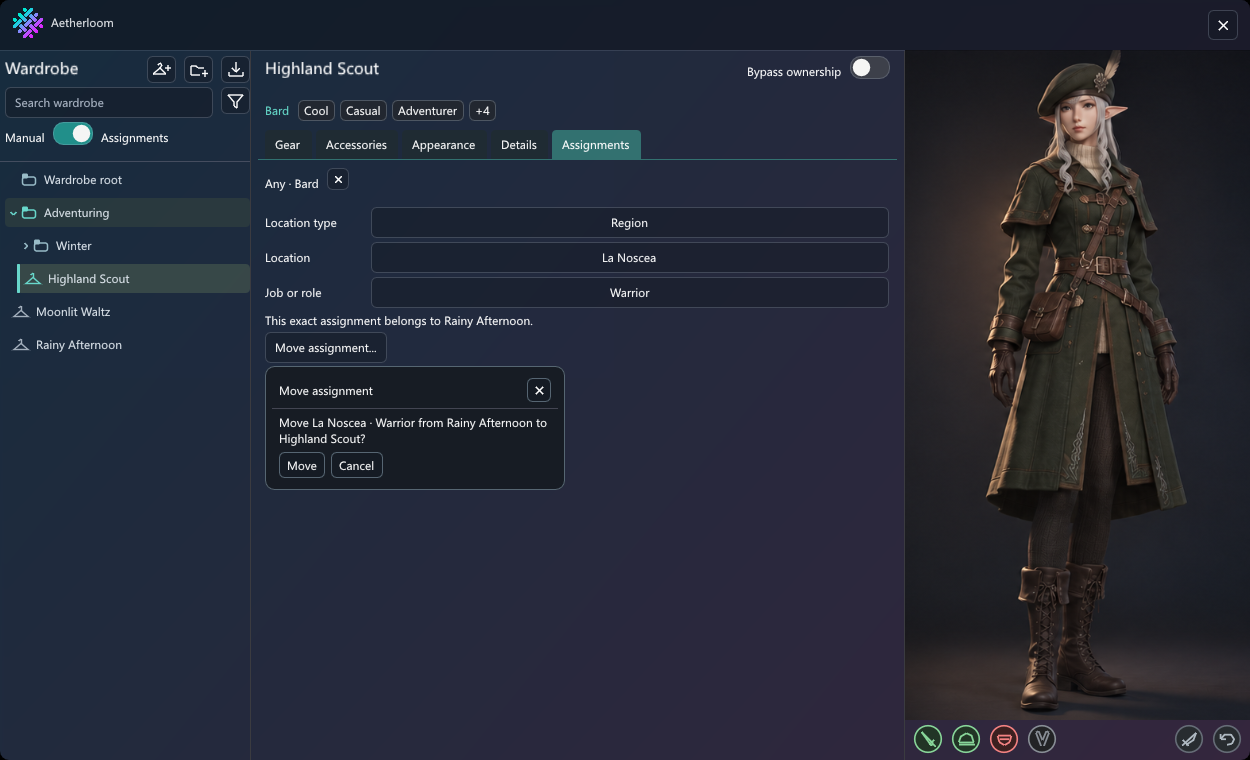 Aetherloom
Wardrobe
Search wardrobe
Manual
Assignments
Wardrobe root
Adventuring
Winter
Highland Scout
Moonlit Waltz
Rainy Afternoon
Highland Scout
Bypass ownership
Bard
Cool
Casual
Adventurer
+4
Gear
Accessories
Appearance
Details
Assignments
Any · Bard
Location type
Region
Location
La Noscea
Job or role
Warrior
This exact assignment belongs to Rainy Afternoon.
Move assignment...
Move assignment
Move La Noscea · Warrior from Rainy Afternoon to
Highland Scout?
Move
Cancel